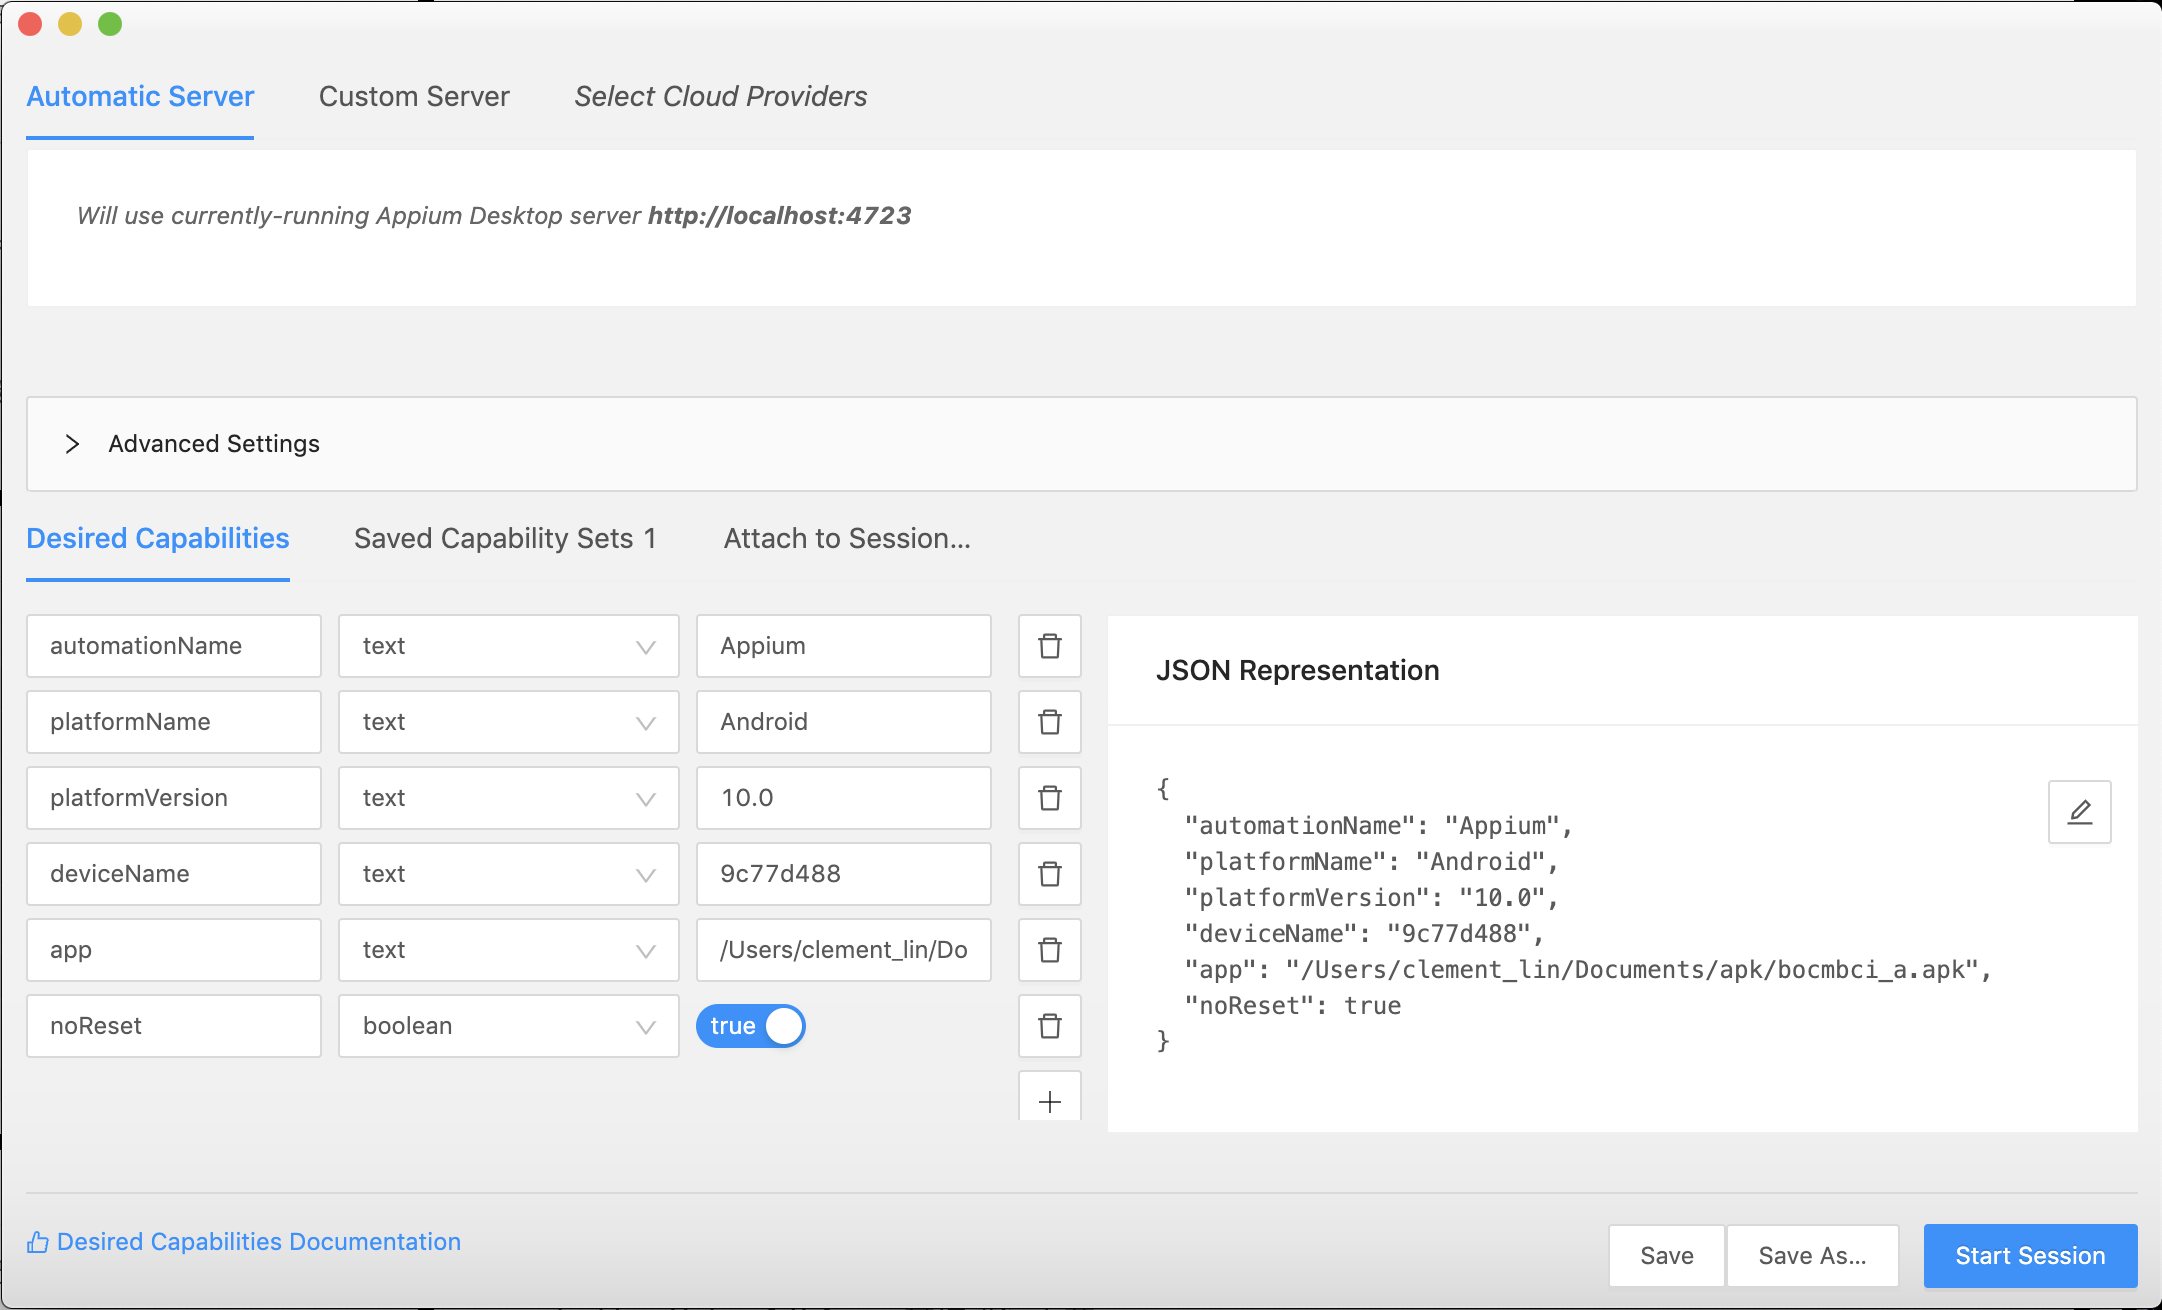 Automatic Server
Custom Server
Select Cloud Providers
Will use currently-running Appium Desktop server http://localhost:4723
Advanced Settings
Desired Capabilities
Saved Capability Sets 1
Attach to Session...
automationName
text
Appium
platformName
text
Android
platformVersion
text
10.0
deviceName
text
9c77d488
app
text
/Users/clement_lin/Do
noReset
boolean
true
JSON Representation
{
"automationName": "Appium",
"platformName": "Android",
"platformVersion": "10.0",
"deviceName": "9c77d488",
"app": "/Users/clement_lin/Documents/apk/bocmbci_a.apk",
"noReset": true
}
Desired Capabilities Documentation
Save
Save As...
Start Session